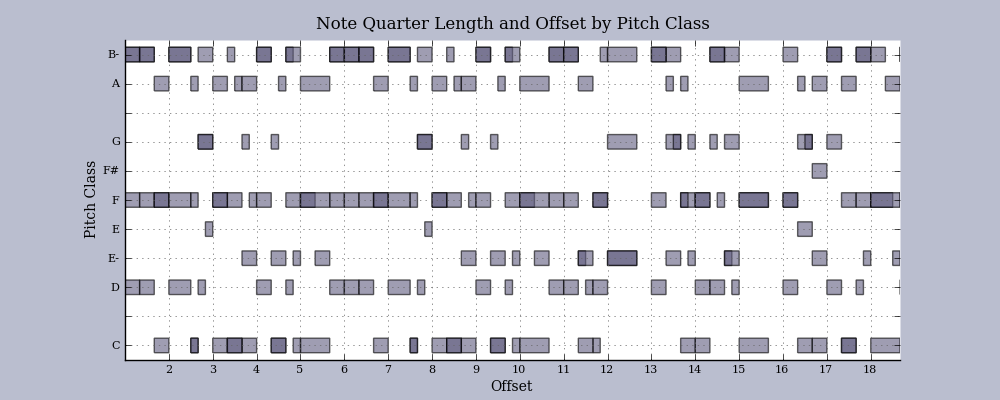 Note Quarter Length and Offset by Pitch Class
B-
A
G
F#
F
E
E-
D
C
Pitch Class
2 3 4 5 6 7 8 9 10 11 12 13 14 15 16 17 18
Offset